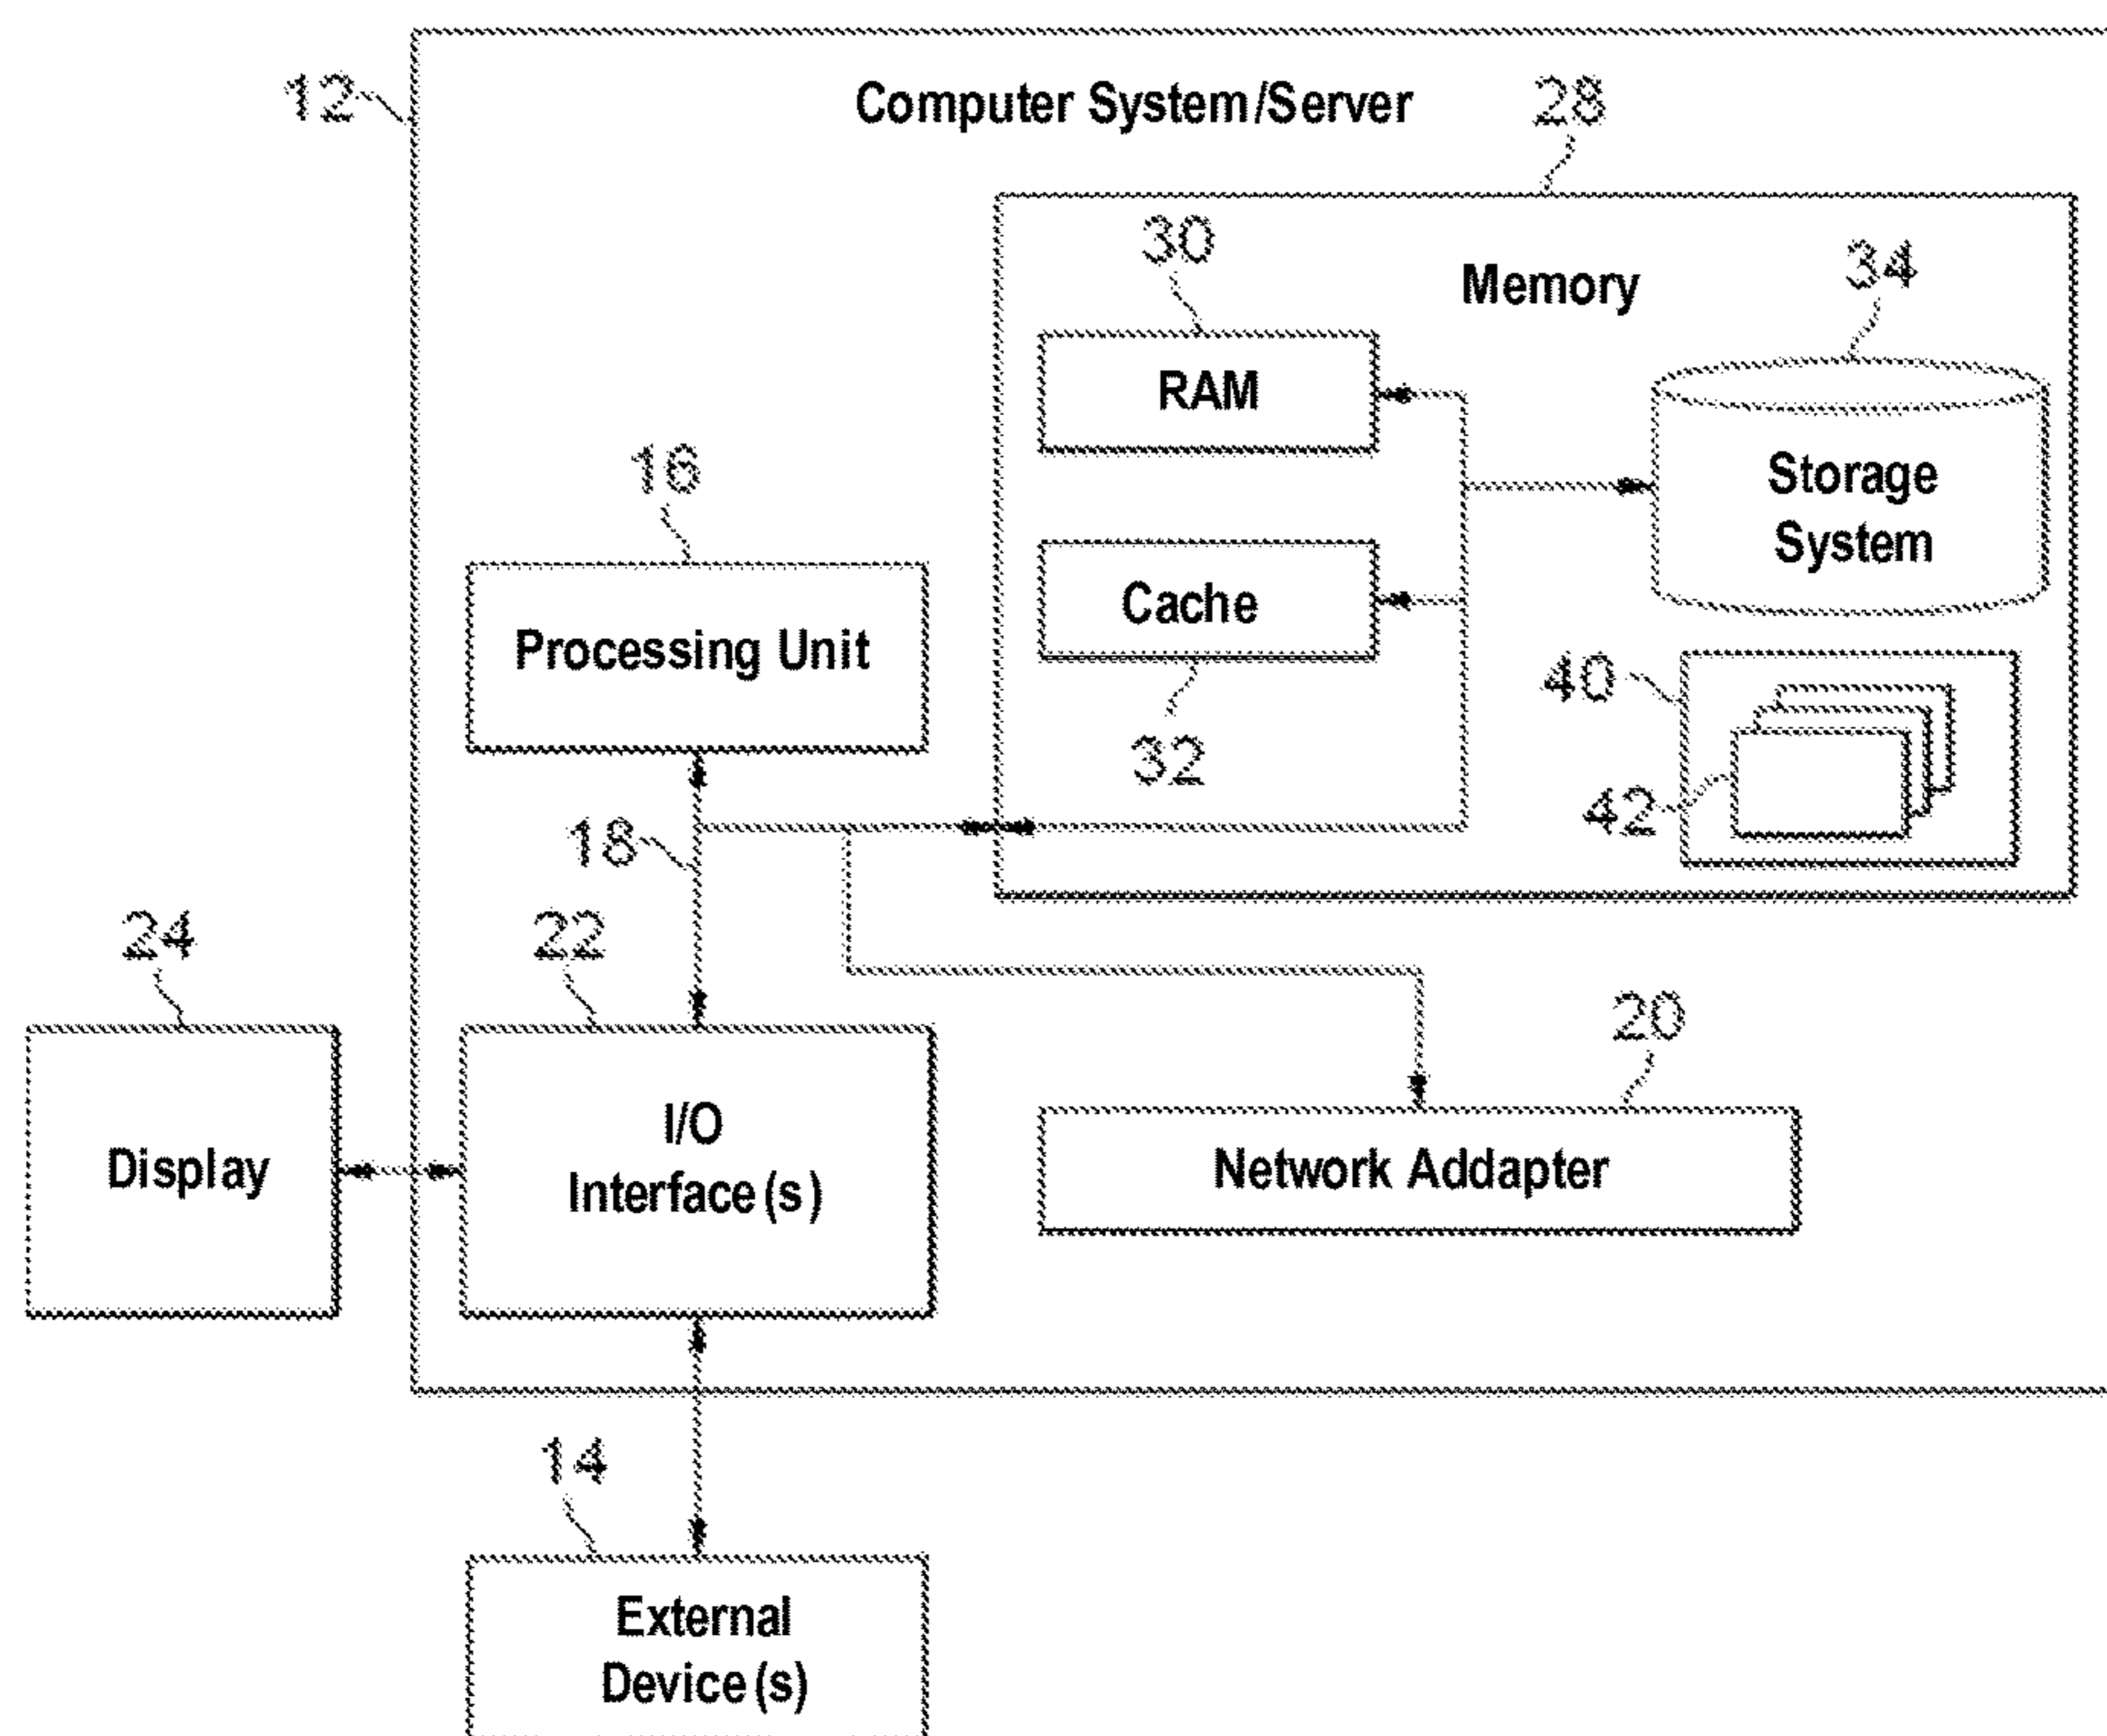 12
Computer System/Server
28
30
Memory
34
RAM
16
Storage
System
Cache
Processing Unit
40
32
42
18
24
22
20
I/O
Interface(s)
Display
Network Addapter
14
External
Device(s)